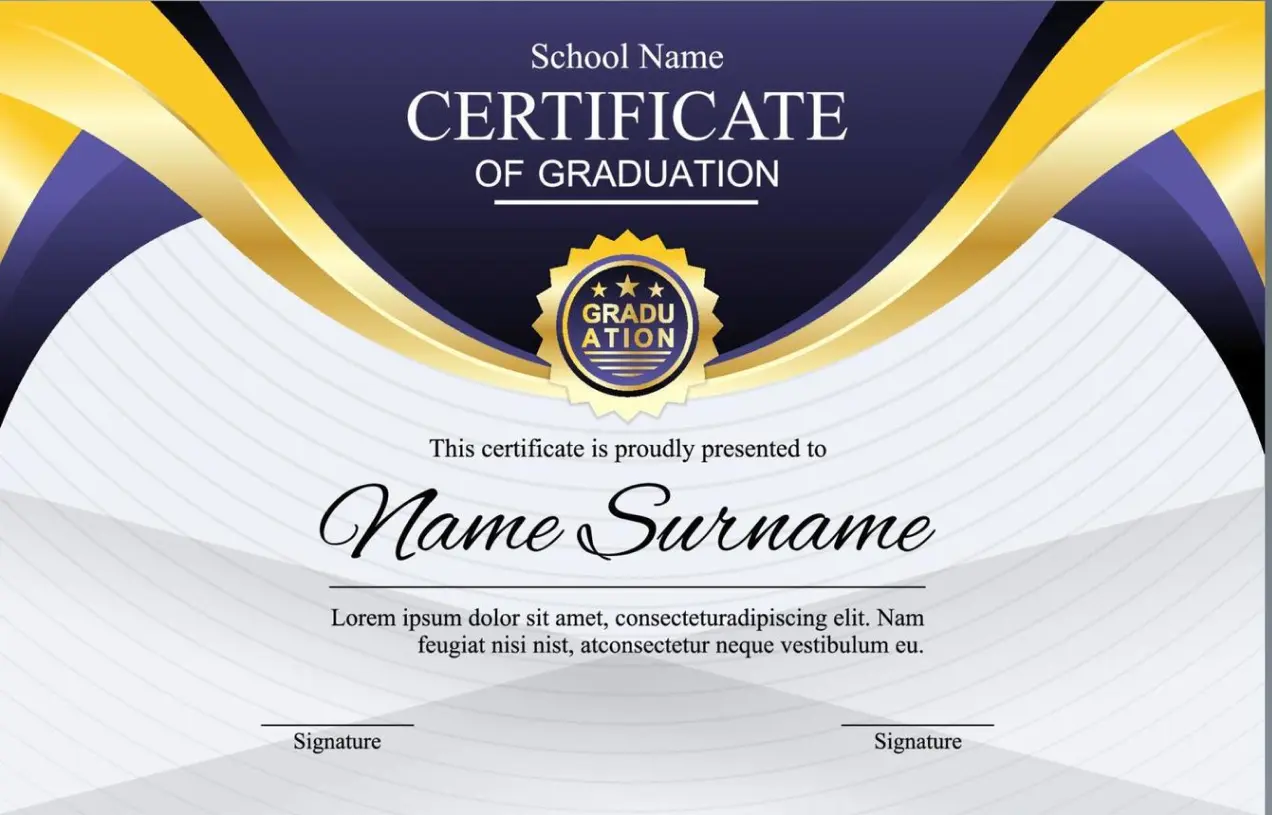 School Name
CERTIFICATE
OF GRADUATION
GRADU
ATION
This certificate is proudly presented to
Name Surname
Lorem ipsum dolor sit amet, consecteturadipiscing elit. Nam
feugiat nisi nist, atconsectetur neque vestibulum eu.
Signature
Signature